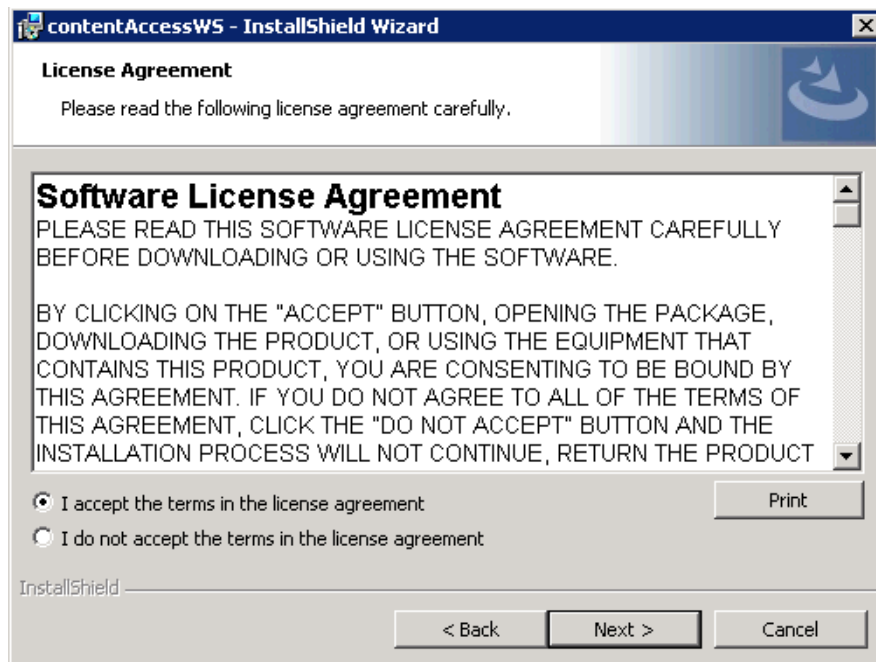 contentAccessWS - InstallShield Wizard
License Agreement
Please read the following license agreement carefully.
Software License Agreement
PLEASE READ THIS SOFTWARE LICENSE AGREEMENT CAREFULLY
BEFORE DOWNLOADING OR USING THE SOFTWARE.
BY CLICKING ON THE "ACCEPT" BUTTON, OPENING THE PACKAGE,
DOWNLOADING THE PRODUCT, OR USING THE EQUIPMENT THAT
CONTAINS THIS PRODUCT, YOU ARE CONSENTING TO BE BOUND BY
THIS AGREEMENT. IF YOU DO NOT AGREE TO ALL OF THE TERMS OF
THIS AGREEMENT, CLICK THE "DO NOT ACCEPT" BUTTON AND THE
INSTALLATION PROCESS WILL NOT CONTINUE, RETURN THE PRODUCT
I accept the terms in the license agreement
Print
I do not accept the terms in the license agreement
InstallShield
< Back
Next >
Cancel